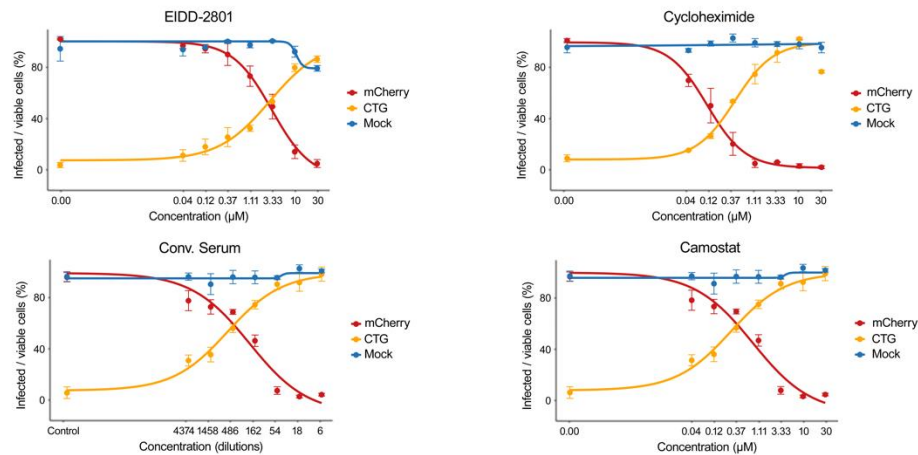 EIDD-2801
Infected / viable cells (%)
80
40
0
0.00 0.04 0.12 0.37 1.11 3.33 10 30
Concentration (µM)
mCherry
CTG
Mock
Cycloheximide
Infected / viable cells (%)
80
40
0
0.00 0.04 0.12 0.37 1.11 3.33 10 30
Concentration (µM)
mCherry
CTG
Mock
Conv. Serum
Infected / viable cells (%)
80
40
0
Control 4374 1458 486 162 54 18 6
Concentration (dilutions)
mCherry
CTG
Mock
Camostat
Infected / viable cells (%)
80
40
0
0.00 0.04 0.12 0.37 1.11 3.33 10 30
Concentration (µM)
mCherry
CTG
Mock